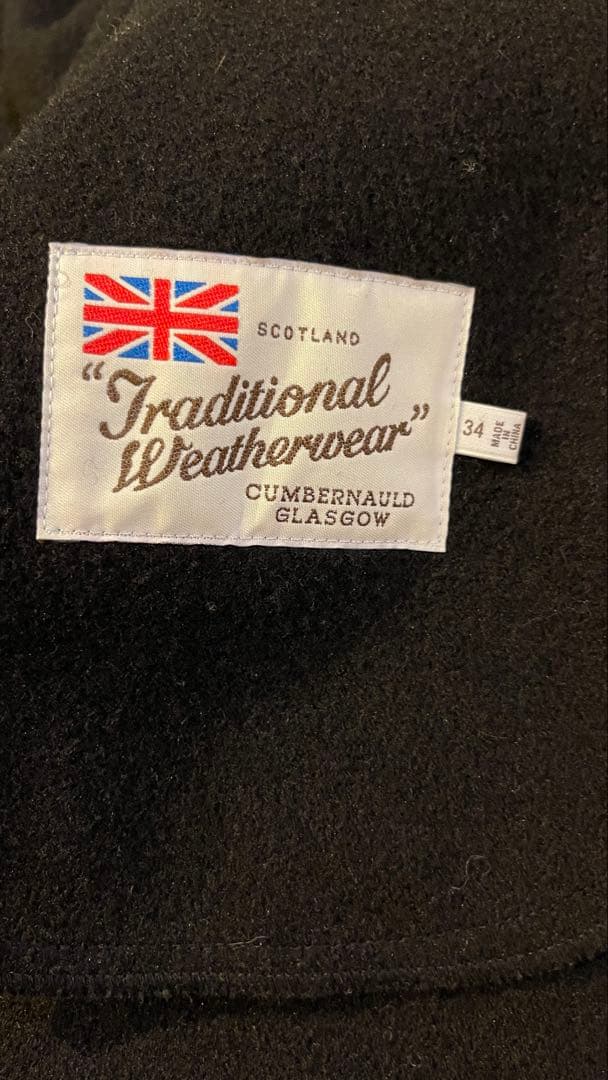 SCOTLAND
“Traditional
Weatherwear”
CUMBERNAULD
GLASGOW
34
MADE
IN
CHINA